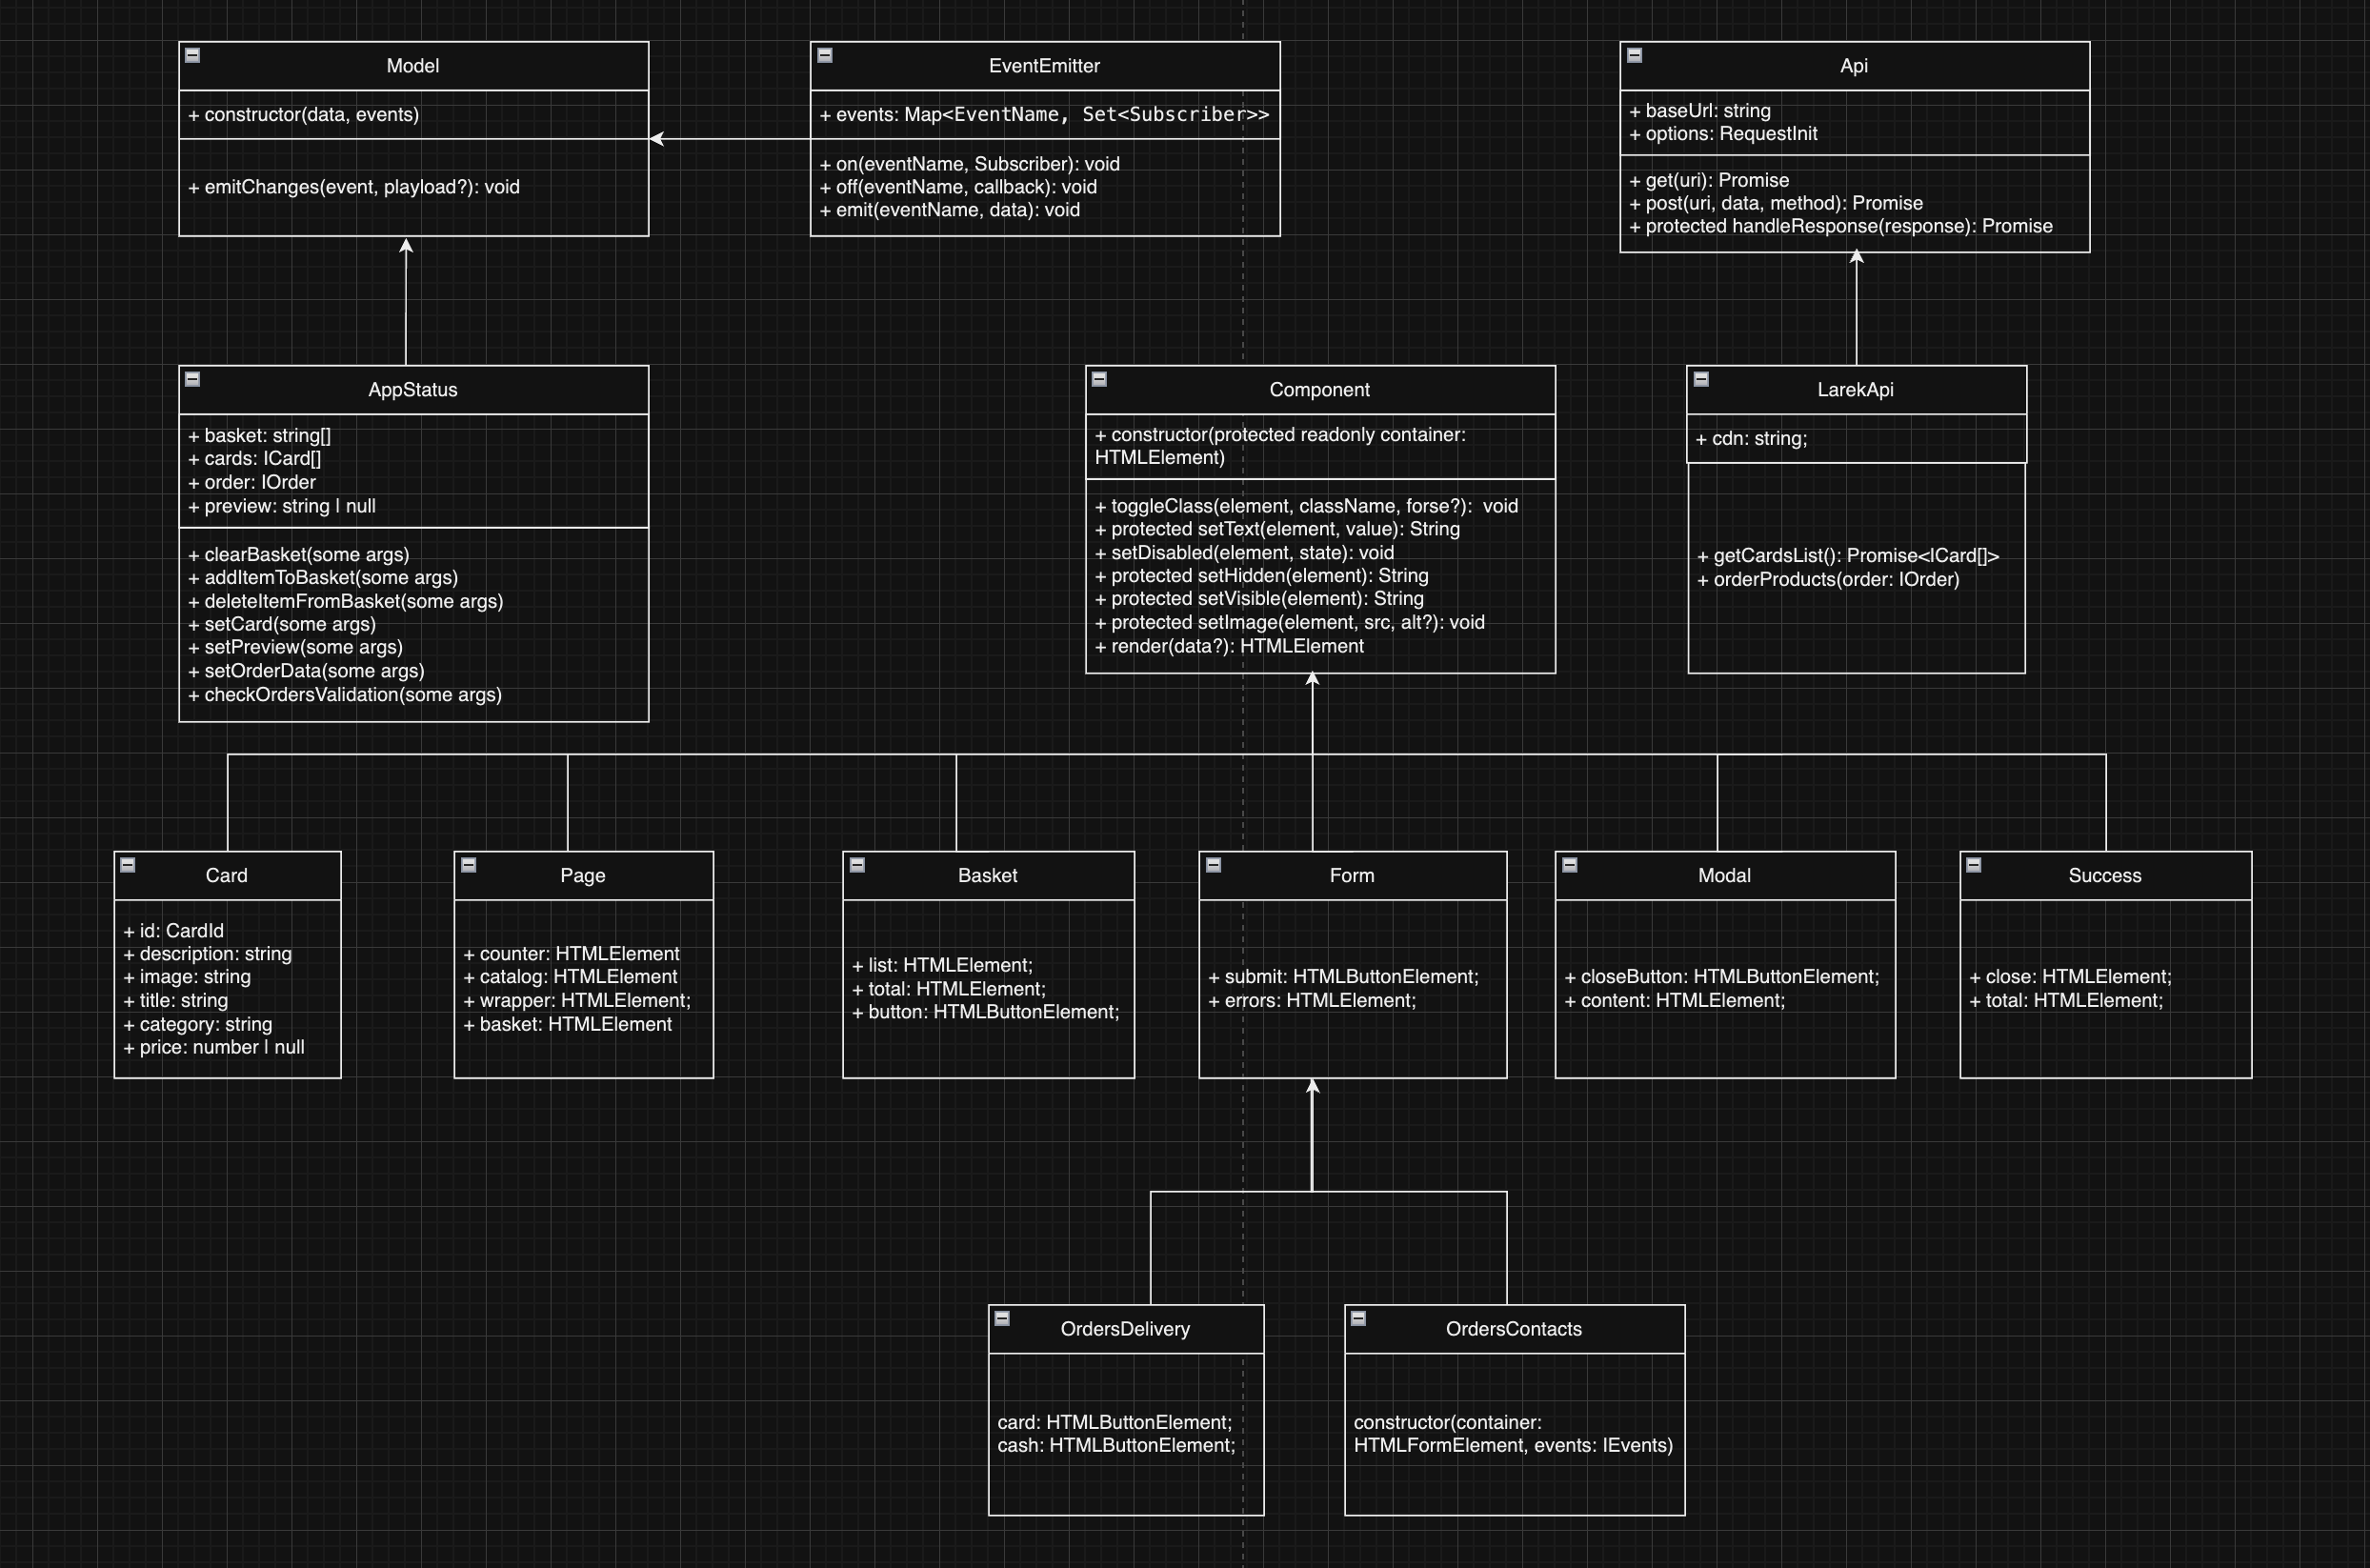 Model
+ constructor(data, events)
+ emitChanges(event, playload?): void
EventEmitter
+ events: Map<EventName, Set<Subscriber>>
+ on(eventName, Subscriber): void
+ off(eventName, callback): void
+ emit(eventName, data): void
Api
+ baseUrl: string
+ options: RequestInit
+ get(uri): Promise
+ post(uri, data, method): Promise
+ protected handleResponse(response): Promise
AppStatus
+ basket: string[]
+ cards: ICard[]
+ order: IOrder
+ preview: string | null
+ clearBasket(some args)
+ addItemToBasket(some args)
+ deleteItemFromBasket(some args)
+ setCard(some args)
+ setPreview(some args)
+ setOrderData(some args)
+ checkOrdersValidation(some args)
Component
+ constructor(protected readonly container:
HTMLElement)
+ toggleClass(element, className, forse?):  void
+ protected setText(element, value): String
+ setDisabled(element, state): void
+ protected setHidden(element): String
+ protected setVisible(element): String
+ protected setImage(element, src, alt?): void
+ render(data?): HTMLElement
LarekApi
+ cdn: string;
+ getCardsList(): Promise<ICard[]>
+ orderProducts(order: IOrder)
Card
+ id: CardId
+ description: string
+ image: string
+ title: string
+ category: string
+ price: number | null
Page
+ counter: HTMLElement
+ catalog: HTMLElement
+ wrapper: HTMLElement;
+ basket: HTMLElement
Basket
+ list: HTMLElement;
+ total: HTMLElement;
+ button: HTMLButtonElement;
Form
+ submit: HTMLButtonElement;
+ errors: HTMLElement;
Modal
+ closeButton: HTMLButtonElement;
+ content: HTMLElement;
Success
+ close: HTMLElement;
+ total: HTMLElement;
OrdersDelivery
card: HTMLButtonElement;
cash: HTMLButtonElement;
OrdersContacts
constructor(container:
HTMLFormElement, events: IEvents)